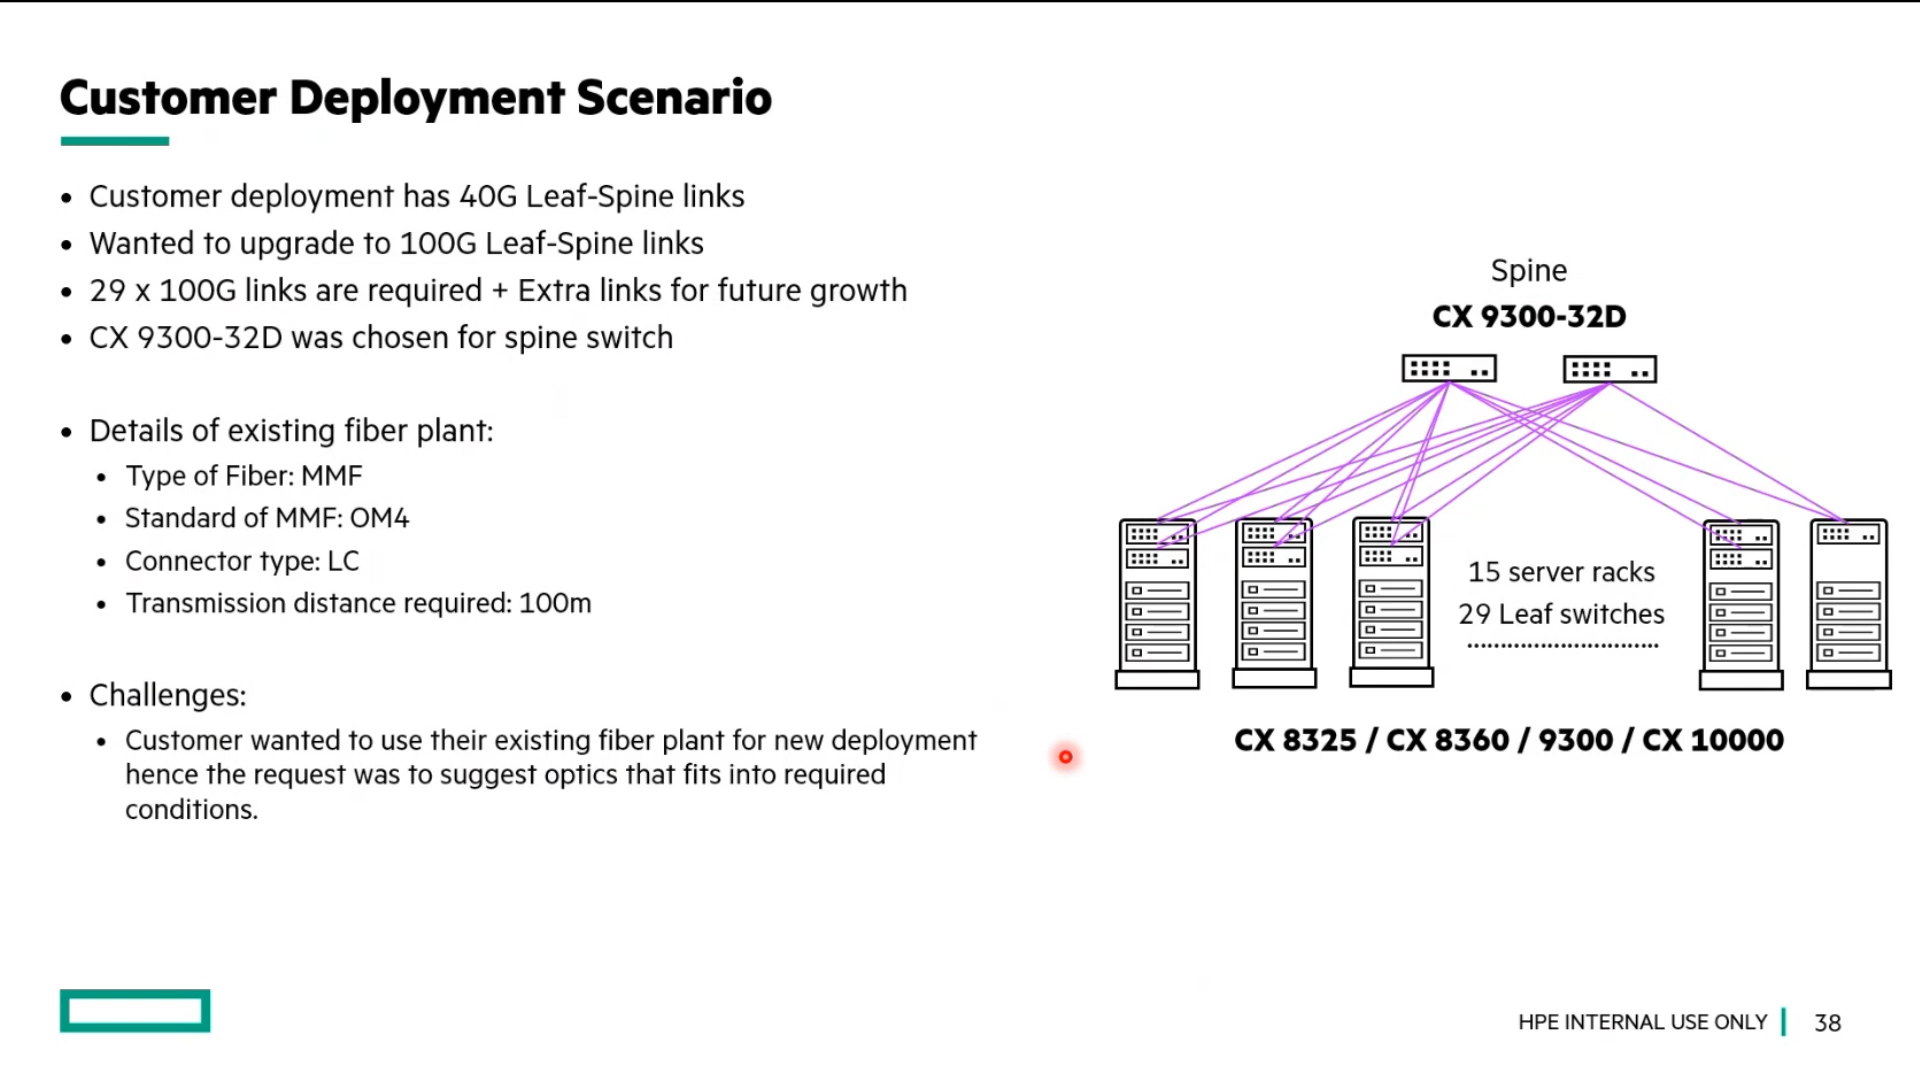 Customer Deployment Scenario
• Customer deployment has 40G Leaf-Spine links
• Wanted to upgrade to 100G Leaf-Spine links
• 29 x 100G links are required + Extra links for future growth
• CX 9300-32D was chosen for spine switch
• Details of existing fiber plant:
• Type of Fiber: MMF
• Standard of MMF: OM4
• Connector type: LC
• Transmission distance required: 100m
• Challenges:
• Customer wanted to use their existing fiber plant for new deployment
hence the request was to suggest optics that fits into required
conditions.
Spine
CX 9300-32D
15 server racks
29 Leaf switches
CX 8325 / CX 8360 / 9300 / CX 10000
HPE INTERNAL USE ONLY
38